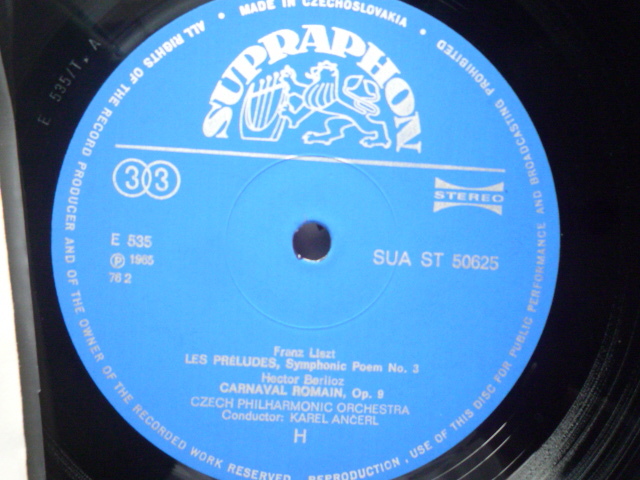 MADE IN CZECHOSLOVAKIA
ALL RIGHTS OF THE RECORD PRODUCER AND OF THE OWNER OF THE RECORDED WORK RESERVED. REPRODUCTION, USE OF THIS DISC FOR PUBLIC PERFORMANCE AND BROADCASTING PROHIBITED
SUPRAPHON
E 535/T. A
33
STEREO
E 535
SUA ST 50625
Ⓟ 1965
76 2
Franz Liszt
LES PRÉLUDES, Symphonic Poem No. 3
Hector Berlioz
CARNAVAL ROMAIN, Op. 9
CZECH PHILHARMONIC ORCHESTRA
Conductor: KAREL ANČERL
H